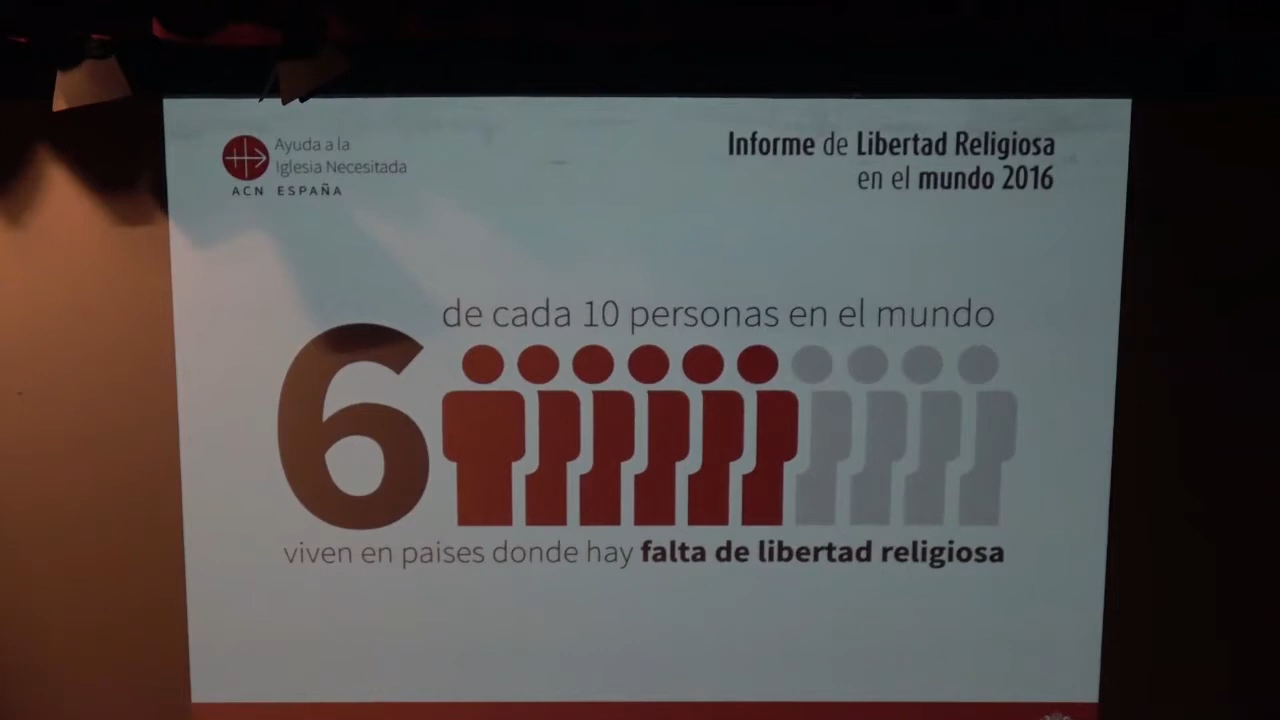 Ayuda a la
Iglesia Necesitada
ACN ESPAÑA
Informe de Libertad Religiosa
en el mundo 2016
6
de cada 10 personas en el mundo
viven en paises donde hay falta de libertad religiosa